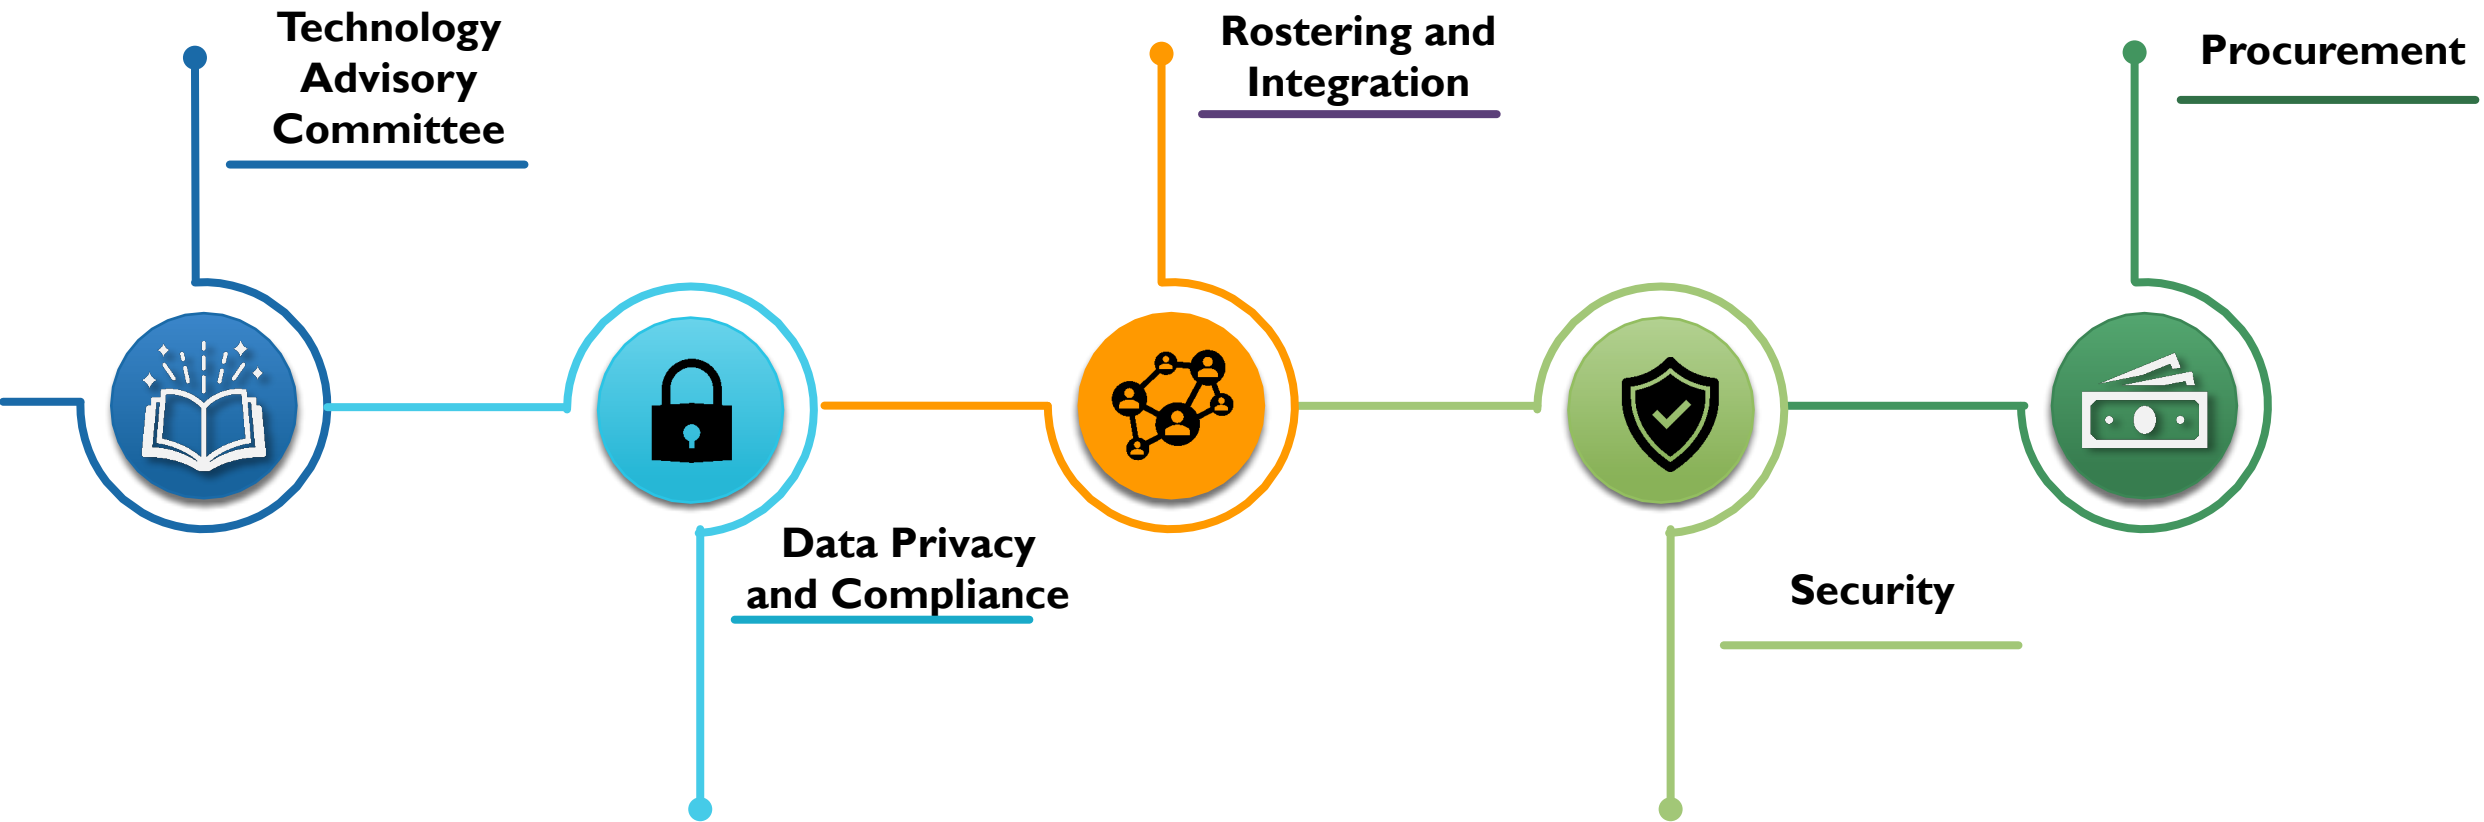 Technology
Advisory
Committee
Data Privacy
and Compliance
Rostering and
Integration
Security
Procurement